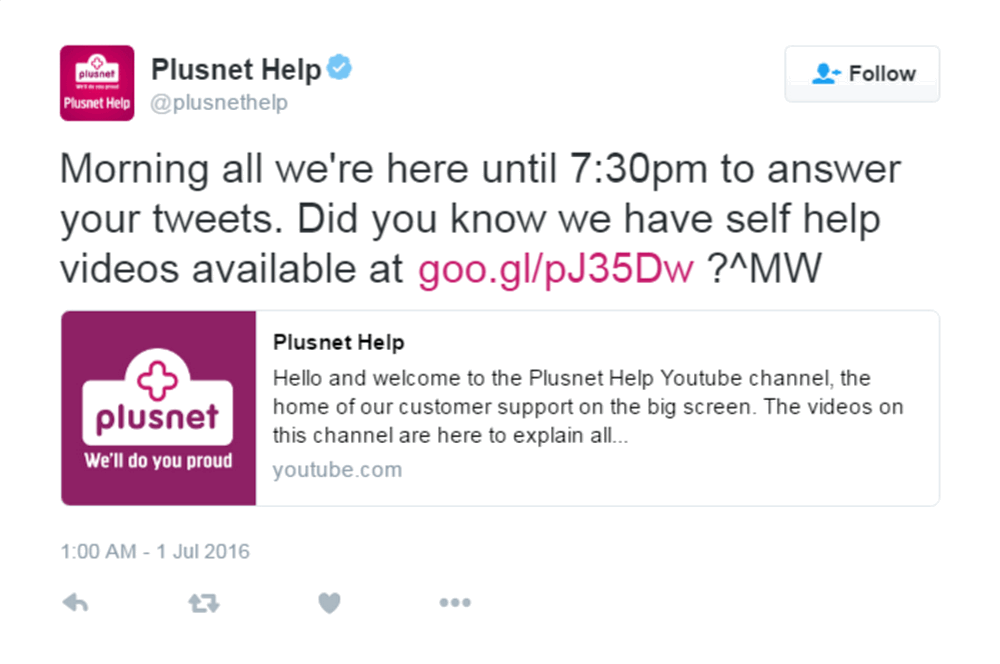 plusnet
We'll do you proud
Plusnet Help
Plusnet Help
@plusnethelp
Follow
Morning all we're here until 7:30pm to answer
your tweets. Did you know we have self help
videos available at goo.gl/pJ35Dw ?^MW
plusnet
We'll do you proud
Plusnet Help
Hello and welcome to the Plusnet Help Youtube channel, the
home of our customer support on the big screen. The videos on
this channel are here to explain all...
youtube.com
1:00 AM - 1 Jul 2016